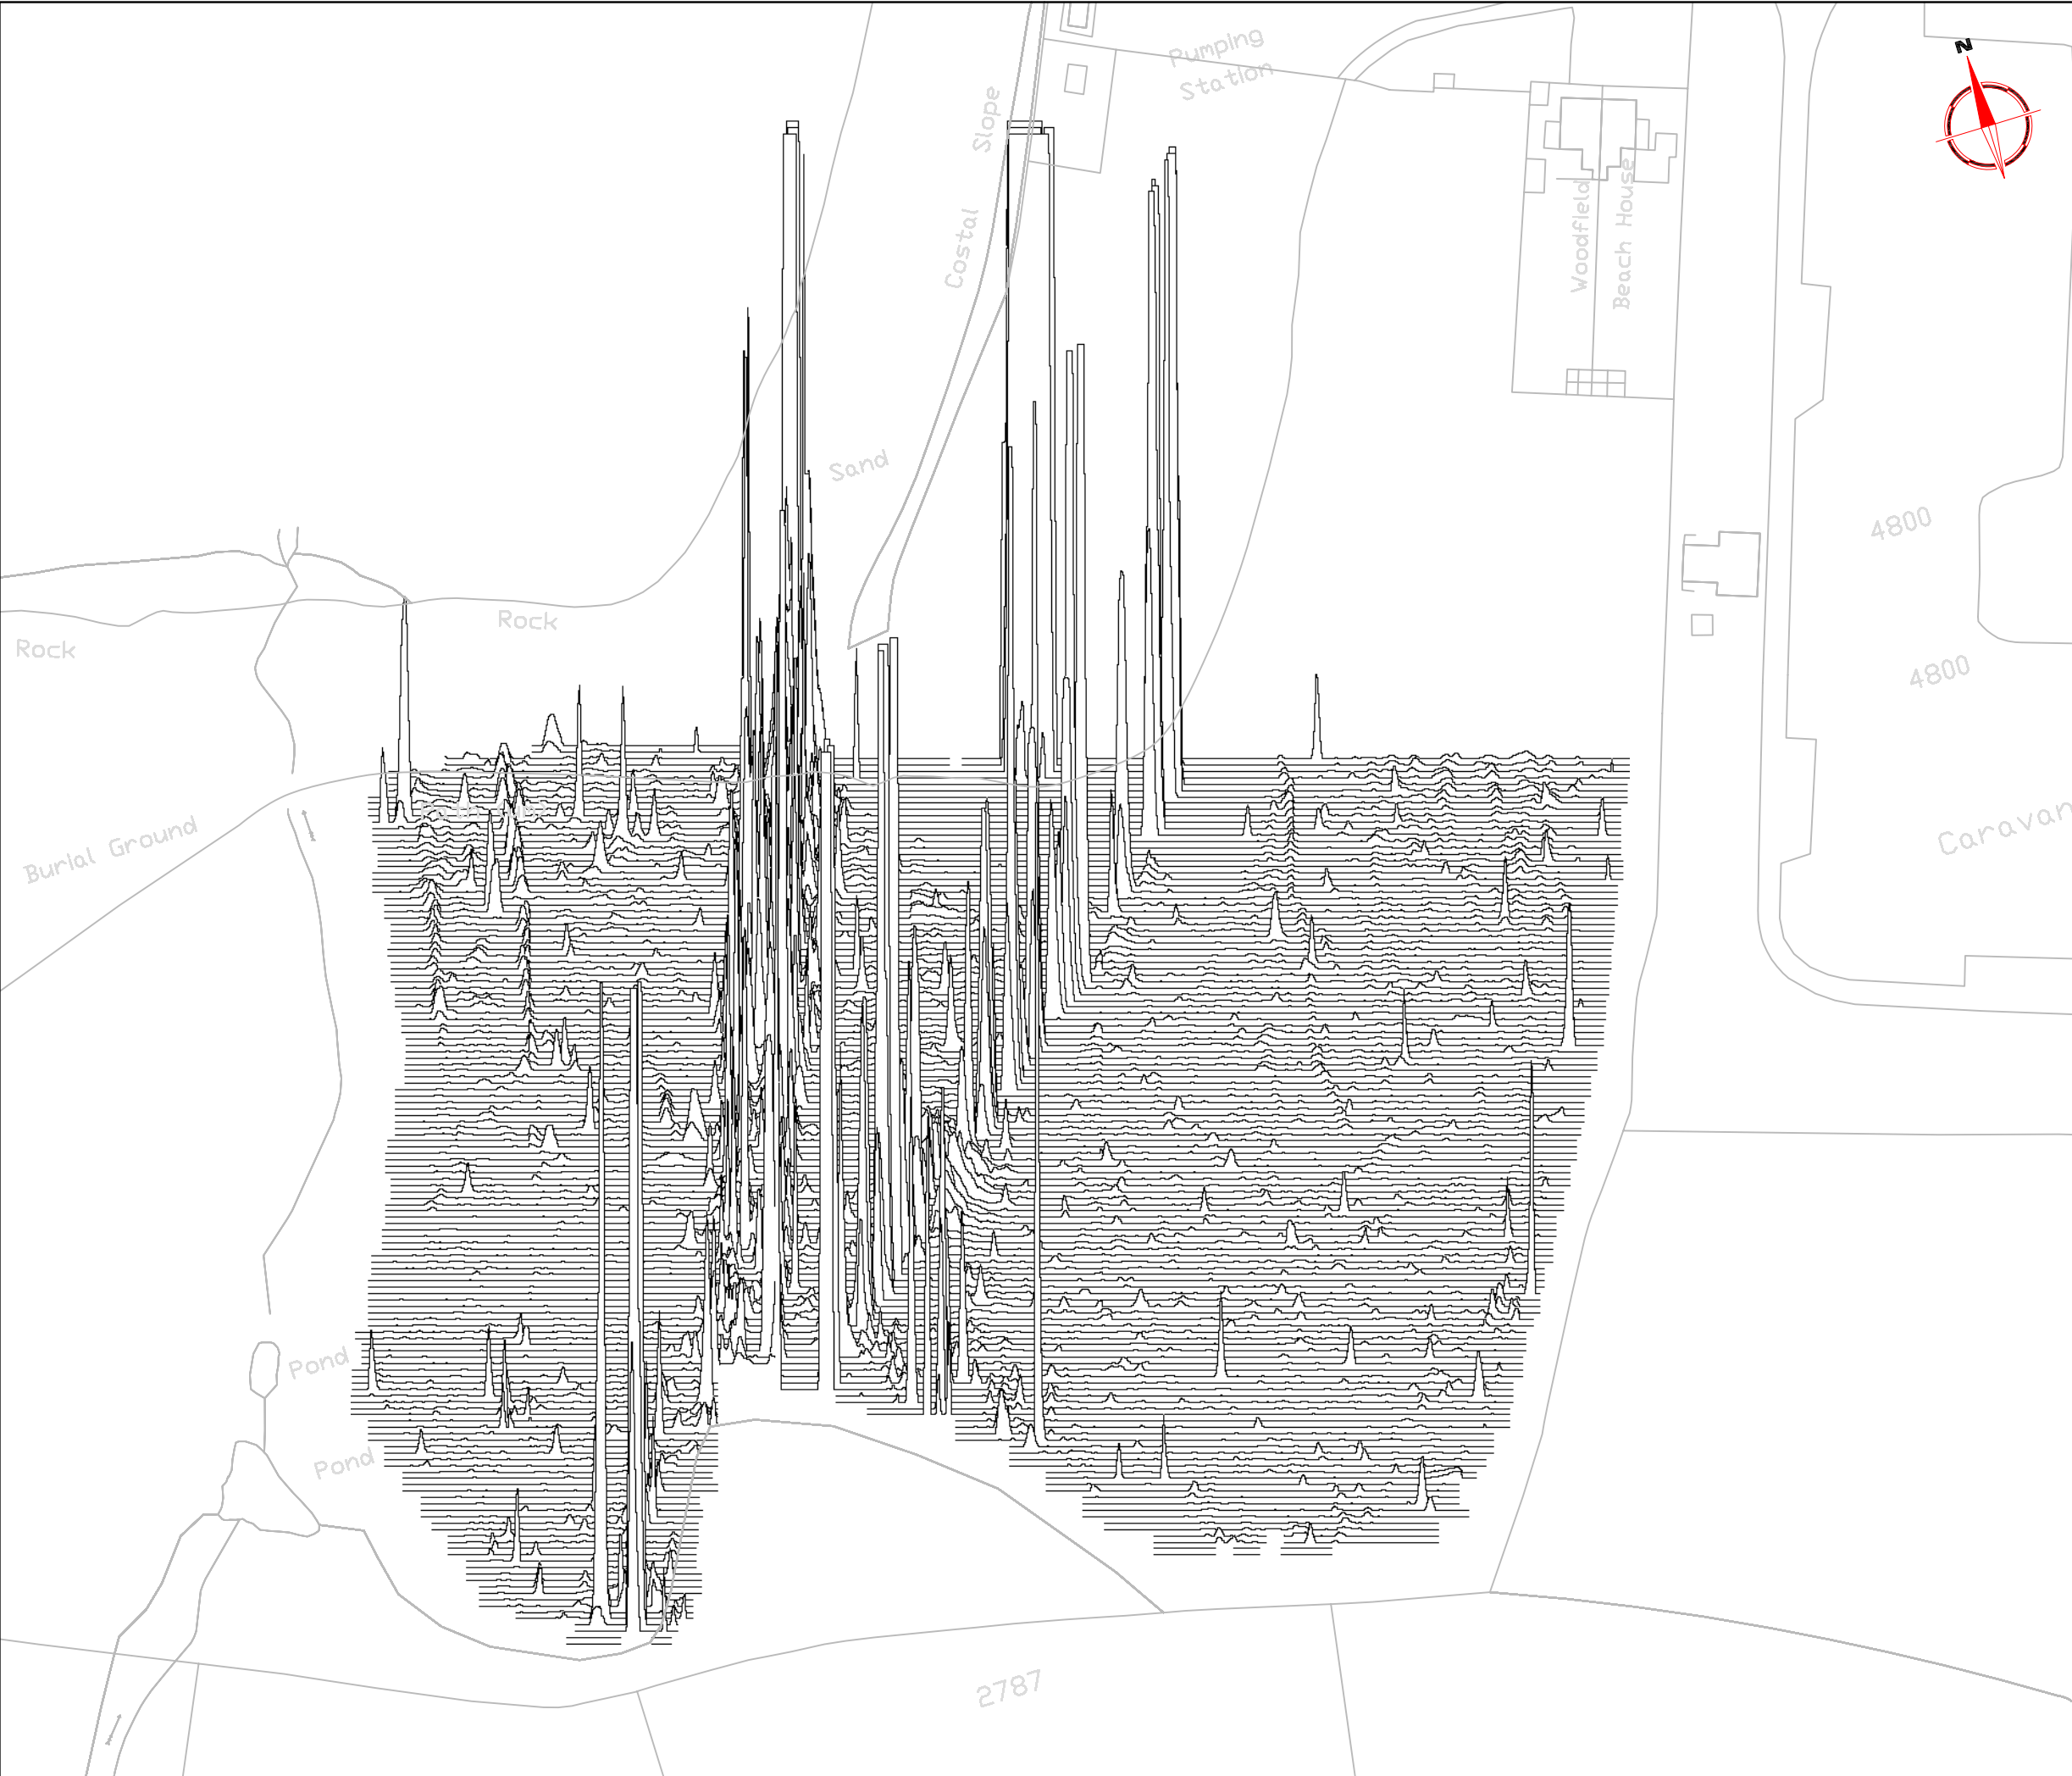 N
Pumping
Station
Costal Slope
Woodfield
Beach House
Sand
4800
Rock
Rock
4800
Burial Ground
Caravan
Pond
Pond
2787